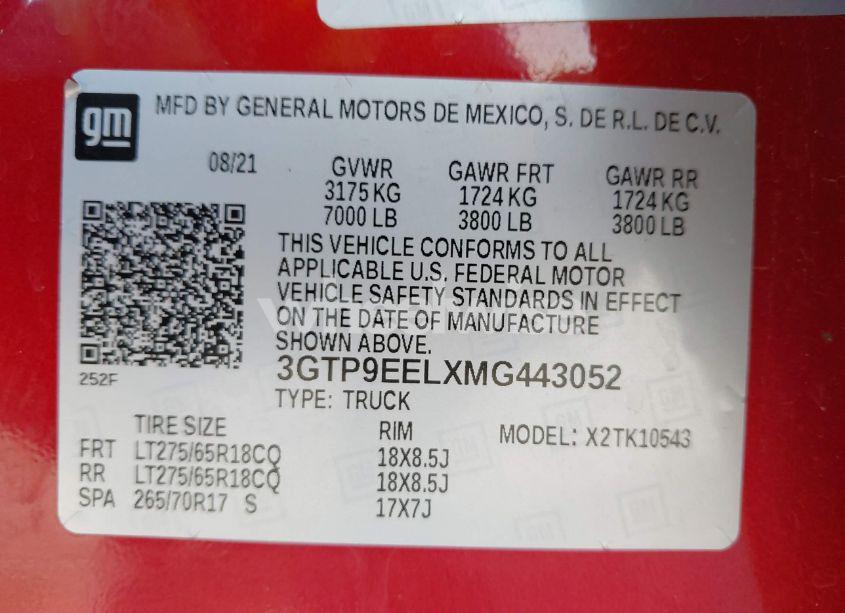 gm
MFD BY GENERAL MOTORS DE MEXICO, S. DE R.L. DE C.V.
08/21 GVWR GAWR FRT GAWR RR
3175 KG 1724 KG 1724 KG
7000 LB 3800 LB 3800 LB
THIS VEHICLE CONFORMS TO ALL
APPLICABLE U.S. FEDERAL MOTOR
VEHICLE SAFETY STANDARDS IN EFFECT
ON THE DATE OF MANUFACTURE
SHOWN ABOVE.
252F
3GTP9EELXMG443052
TYPE: TRUCK
TIRE SIZE RIM MODEL: X2TK10543
FRT LT275/65R18CQ 18X8.5J
RR LT275/65R18CQ 18X8.5J
SPA 265/70R17 S 17X7J